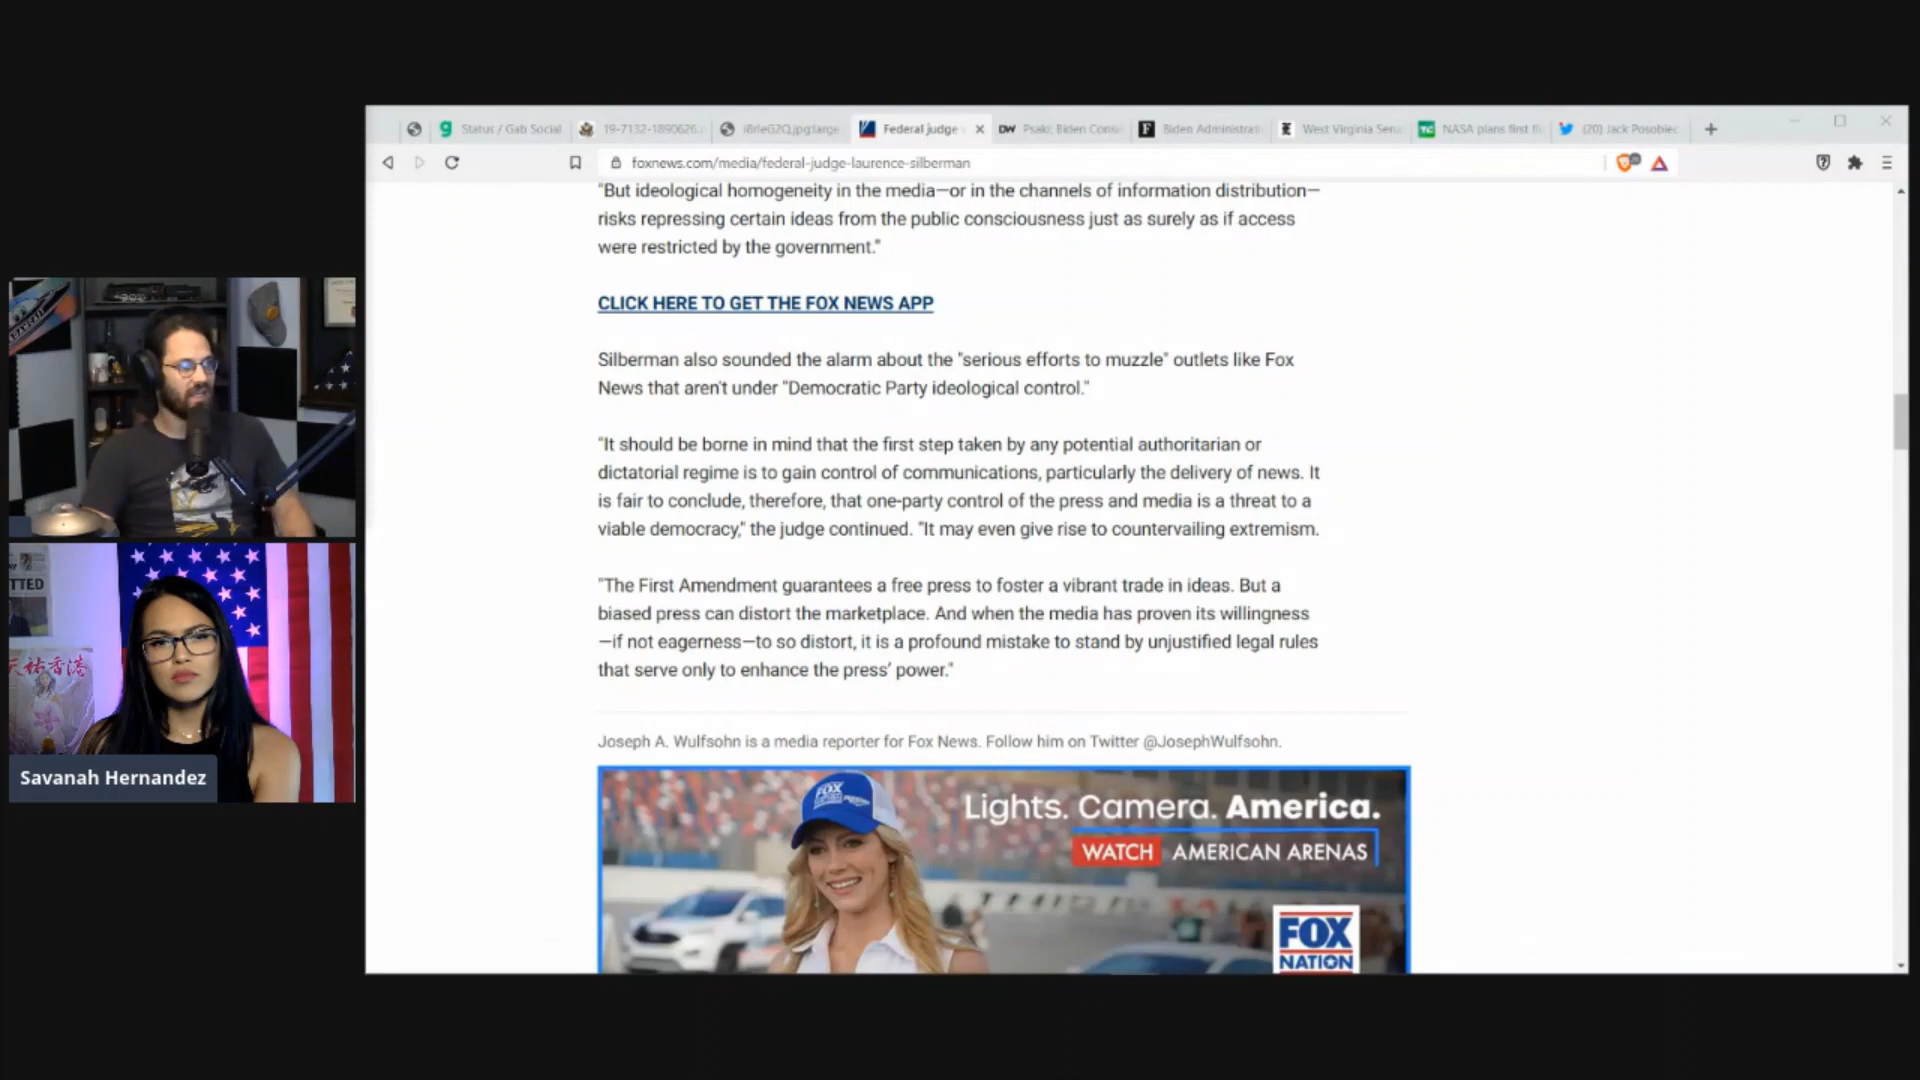 Status / Gab Social
19-7132-1890626.
i8rleG2Q.jpg:large
Federal judge
DW Psaki: Biden Consi
F Biden Administrati
West Virginia Sena
TC NASA plans first fli
(20) Jack Posobiec
foxnews.com/media/federal-judge-laurence-silberman
"But ideological homogeneity in the media—or in the channels of information distribution—
risks repressing certain ideas from the public consciousness just as surely as if access
were restricted by the government."
CLICK HERE TO GET THE FOX NEWS APP
Silberman also sounded the alarm about the "serious efforts to muzzle" outlets like Fox
News that aren't under "Democratic Party ideological control."
"It should be borne in mind that the first step taken by any potential authoritarian or
dictatorial regime is to gain control of communications, particularly the delivery of news. It
is fair to conclude, therefore, that one-party control of the press and media is a threat to a
viable democracy," the judge continued. "It may even give rise to countervailing extremism.
"The First Amendment guarantees a free press to foster a vibrant trade in ideas. But a
biased press can distort the marketplace. And when the media has proven its willingness
—if not eagerness—to so distort, it is a profound mistake to stand by unjustified legal rules
that serve only to enhance the press' power."
Joseph A. Wulfsohn is a media reporter for Fox News. Follow him on Twitter @JosephWulfsohn.
Lights. Camera. America.
WATCH AMERICAN ARENAS
FOX
NATION
FOX
TTED
天祐香港
Savanah Hernandez